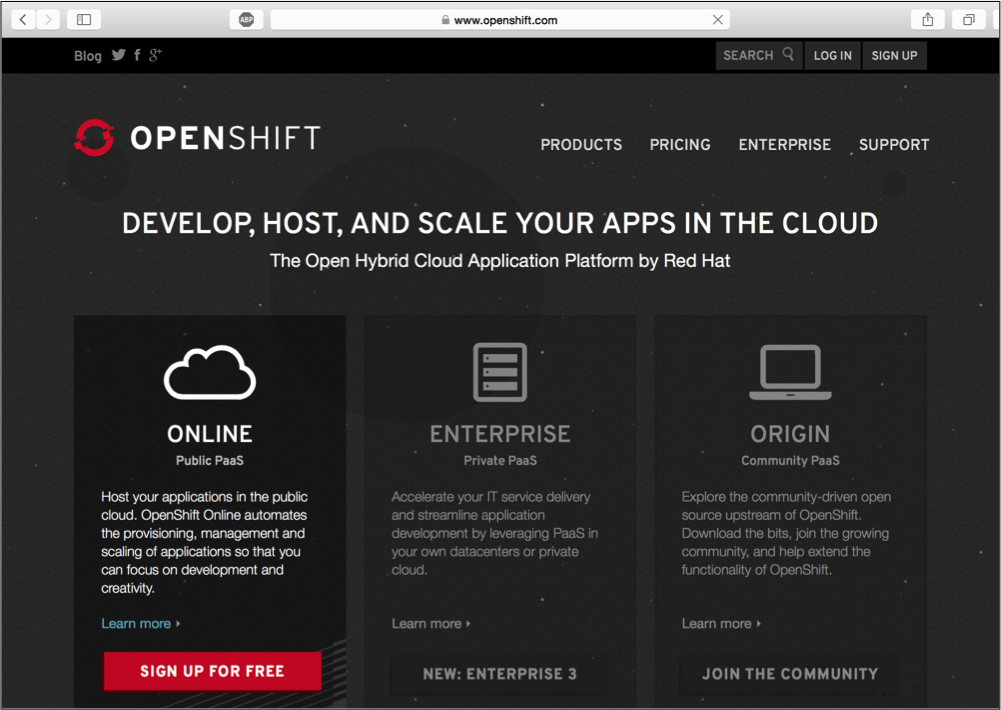 ABP
www.openshift.com
Blog
SEARCH
LOG IN
SIGN UP
OPENSHIFT
PRODUCTS
PRICING
ENTERPRISE
SUPPORT
DEVELOP, HOST, AND SCALE YOUR APPS IN THE CLOUD
The Open Hybrid Cloud Application Platform by Red Hat
ONLINE
Public PaaS
Host your applications in the public
cloud. OpenShift Online automates
the provisioning, management and
scaling of applications so that you
can focus on development and
creativity.
Learn more
SIGN UP FOR FREE
ENTERPRISE
Private PaaS
Accelerate your IT service delivery
and streamline application
development by leveraging PaaS in
your own datacenters or private
cloud.
Learn more
NEW: ENTERPRISE 3
ORIGIN
Community PaaS
Explore the community-driven open
source upstream of OpenShift.
Download the bits, join the growing
community, and help extend the
functionality of OpenShift.
Learn more
JOIN THE COMMUNITY